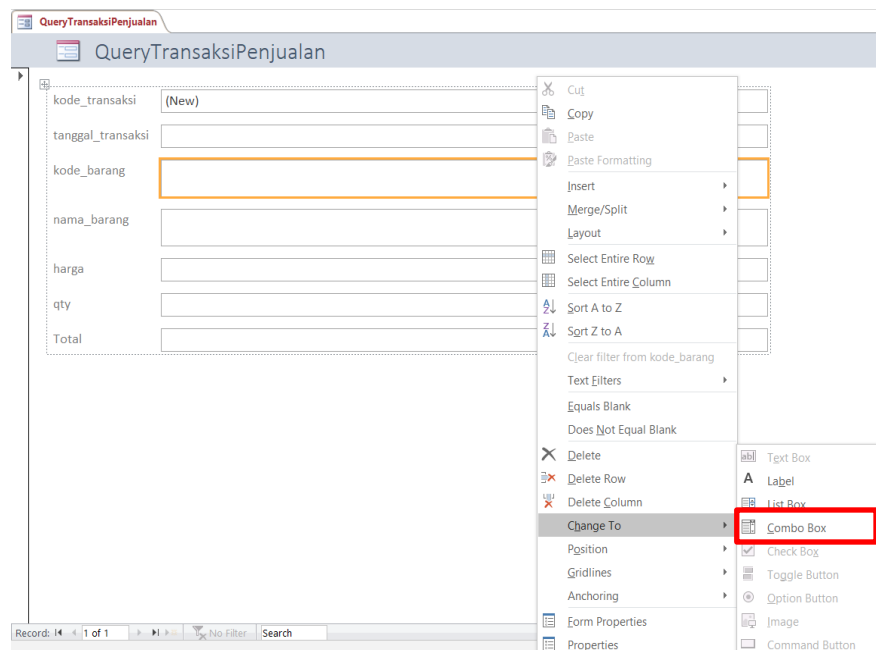 QueryTransaksiPenjualan
QueryTransaksiPenjualan
kode_transaksi
(New)
tanggal_transaksi
kode_barang
nama_barang
harga
qty
Total
Cut
Copy
Paste
Paste Formatting
Insert
Merge/Split
Layout
Select Entire Row
Select Entire Column
Sort A to Z
Sort Z to A
Clear filter from kode_barang
Text Filters
Equals Blank
Does Not Equal Blank
Delete
Delete Row
Delete Column
Change To
Position
Gridlines
Anchoring
Form Properties
Properties
Text Box
Label
List Box
Combo Box
Check Box
Toggle Button
Option Button
Image
Command Button
Record:
1 of 1
No Filter
Search